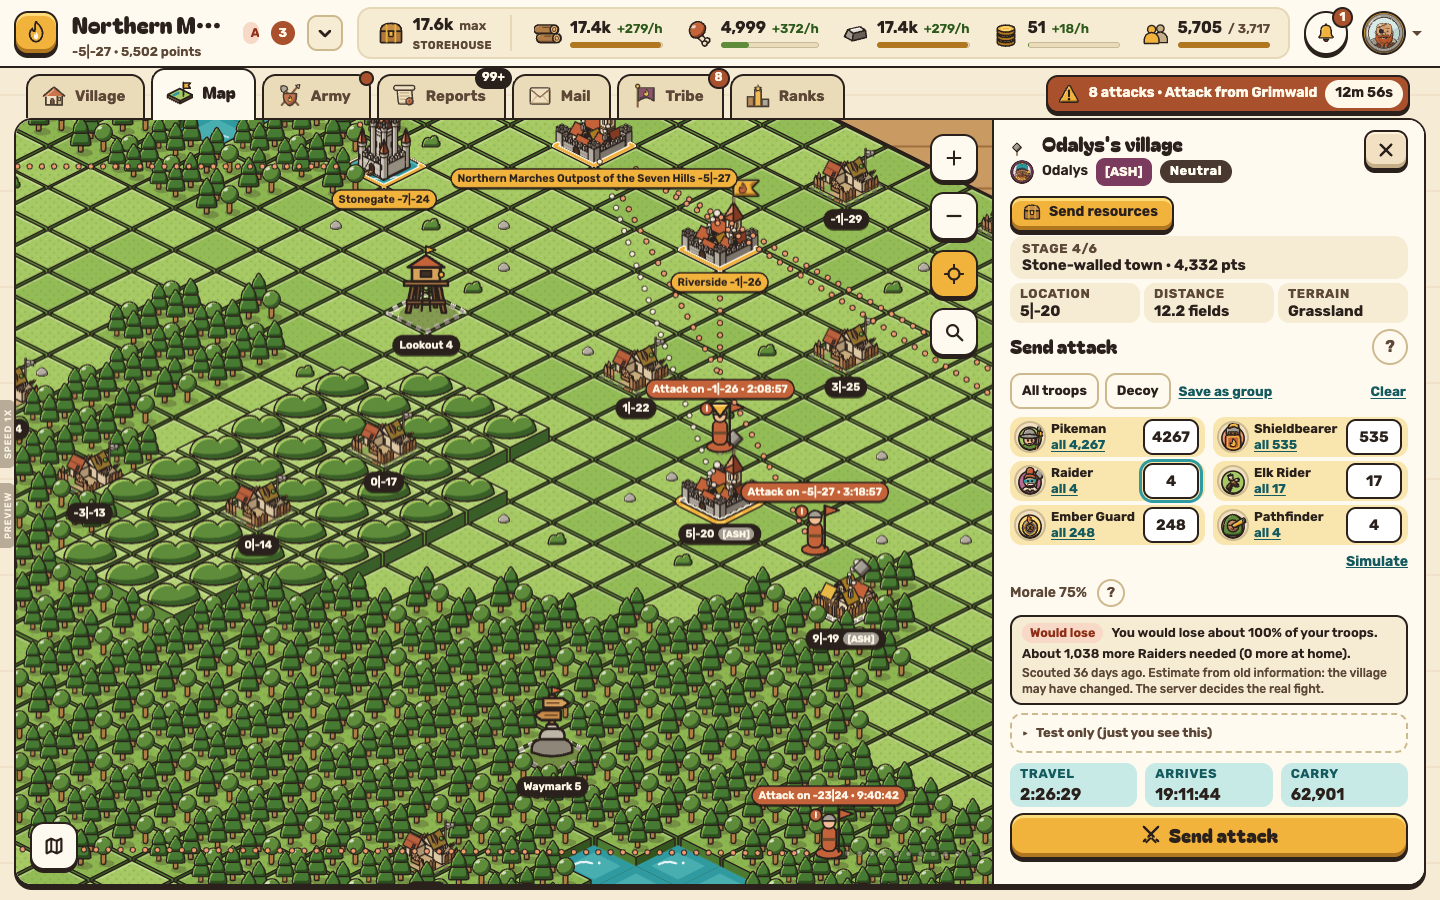 Northern M•••
-5|-27 • 5,502 points
A
3
17.6k max
STOREHOUSE
17.4k +279/h
4,999 +372/h
17.4k +279/h
51 +18/h
5,705 / 3,717
1
Village
Map
Army
Reports
99+
Mail
Tribe
8
Ranks
8 attacks • Attack from Grimwald
12m 56s
Stonegate -7|-24
Northern Marches Outpost of the Seven Hills -5|-27
-1|-29
Riverside -1|-26
Lookout 4
Attack on -1|-26 • 2:08:57
1|-22
3|-25
4
0|-17
-3|-13
0|-14
Attack on -5|-27 • 3:18:57
5|-20 [ASH]
9|-19 [ASH]
Waymark 5
Attack on -23|24 • 9:40:42
SPEED 1X
PREVIEW
Odalys's village
Odalys [ASH] Neutral
Send resources
STAGE 4/6
Stone-walled town • 4,332 pts
LOCATION
5|-20
DISTANCE
12.2 fields
TERRAIN
Grassland
Send attack
?
All troops
Decoy
Save as group
Clear
Pikeman
all 4,267
4267
Shieldbearer
all 535
535
Raider
all 4
4
Elk Rider
all 17
17
Ember Guard
all 248
248
Pathfinder
all 4
4
Simulate
Morale 75% ?
Would lose You would lose about 100% of your troops.
About 1,038 more Raiders needed (0 more at home).
Scouted 36 days ago. Estimate from old information: the village
may have changed. The server decides the real fight.
Test only (just you see this)
TRAVEL
2:26:29
ARRIVES
19:11:44
CARRY
62,901
Send attack